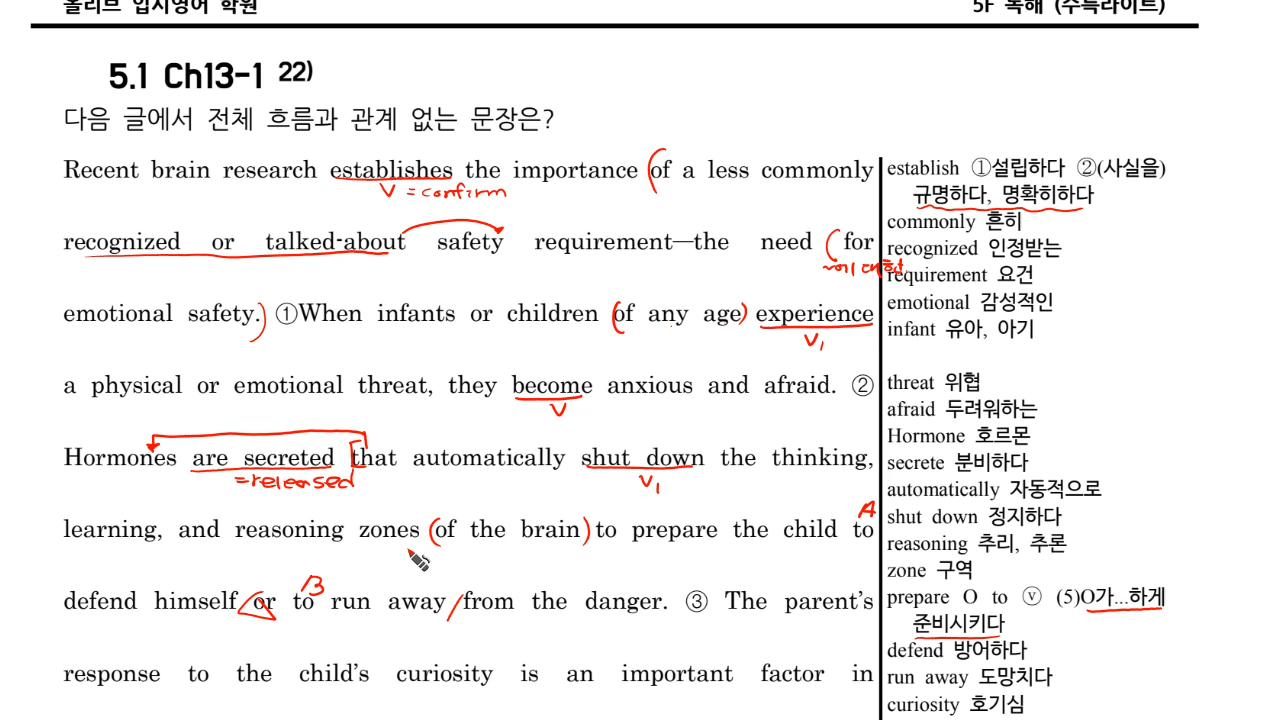 올리브 입시영어 학원 5F 독해 (수특라이트)
5.1 Ch13-1 22)
다음 글에서 전체 흐름과 관계 없는 문장은?
Recent brain research establishes the importance of a less commonly
V = confirm
recognized or talked-about safety requirement—the need for
에 대한
emotional safety. ①When infants or children of any age experience
V1
a physical or emotional threat, they become anxious and afraid. ②
V
Hormones are secreted that automatically shut down the thinking,
=released V1
learning, and reasoning zones of the brain to prepare the child to
A
B
defend himself or to run away from the danger. ③ The parent's
response to the child's curiosity is an important factor in
establish ①설립하다 ②(사실을)
규명하다, 명확히하다
commonly 흔히
recognized 인정받는
requirement 요건
emotional 감성적인
infant 유아, 아기
threat 위협
afraid 두려워하는
Hormone 호르몬
secrete 분비하다
automatically 자동적으로
shut down 정지하다
reasoning 추리, 추론
zone 구역
prepare O to ⓥ (5)O가...하게
준비시키다
defend 방어하다
run away 도망치다
curiosity 호기심